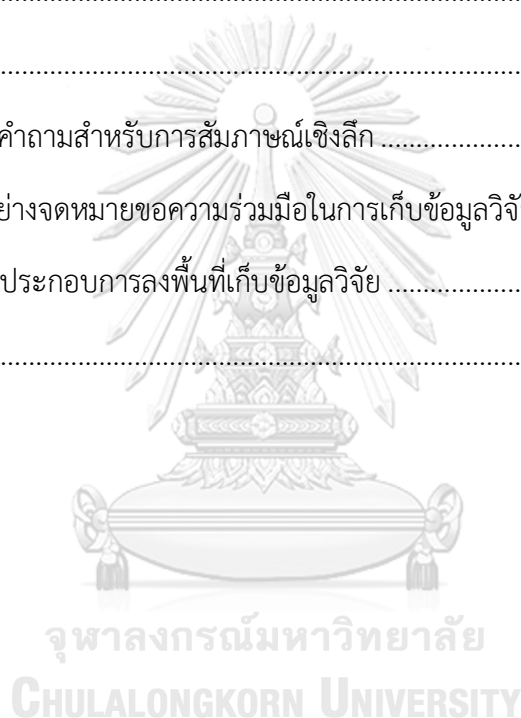 ................................................................
................................................................
คำถามสำหรับการสัมภาษณ์เชิงลึก ......................
ย่างจดหมายขอความร่วมมือในการเก็บข้อมูลวิจั
ประกอบการลงพื้นที่เก็บข้อมูลวิจัย .....................
................................................................
จุฬาลงกรณ์มหาวิทยาลัย
CHULALONGKORN UNIVERSITY